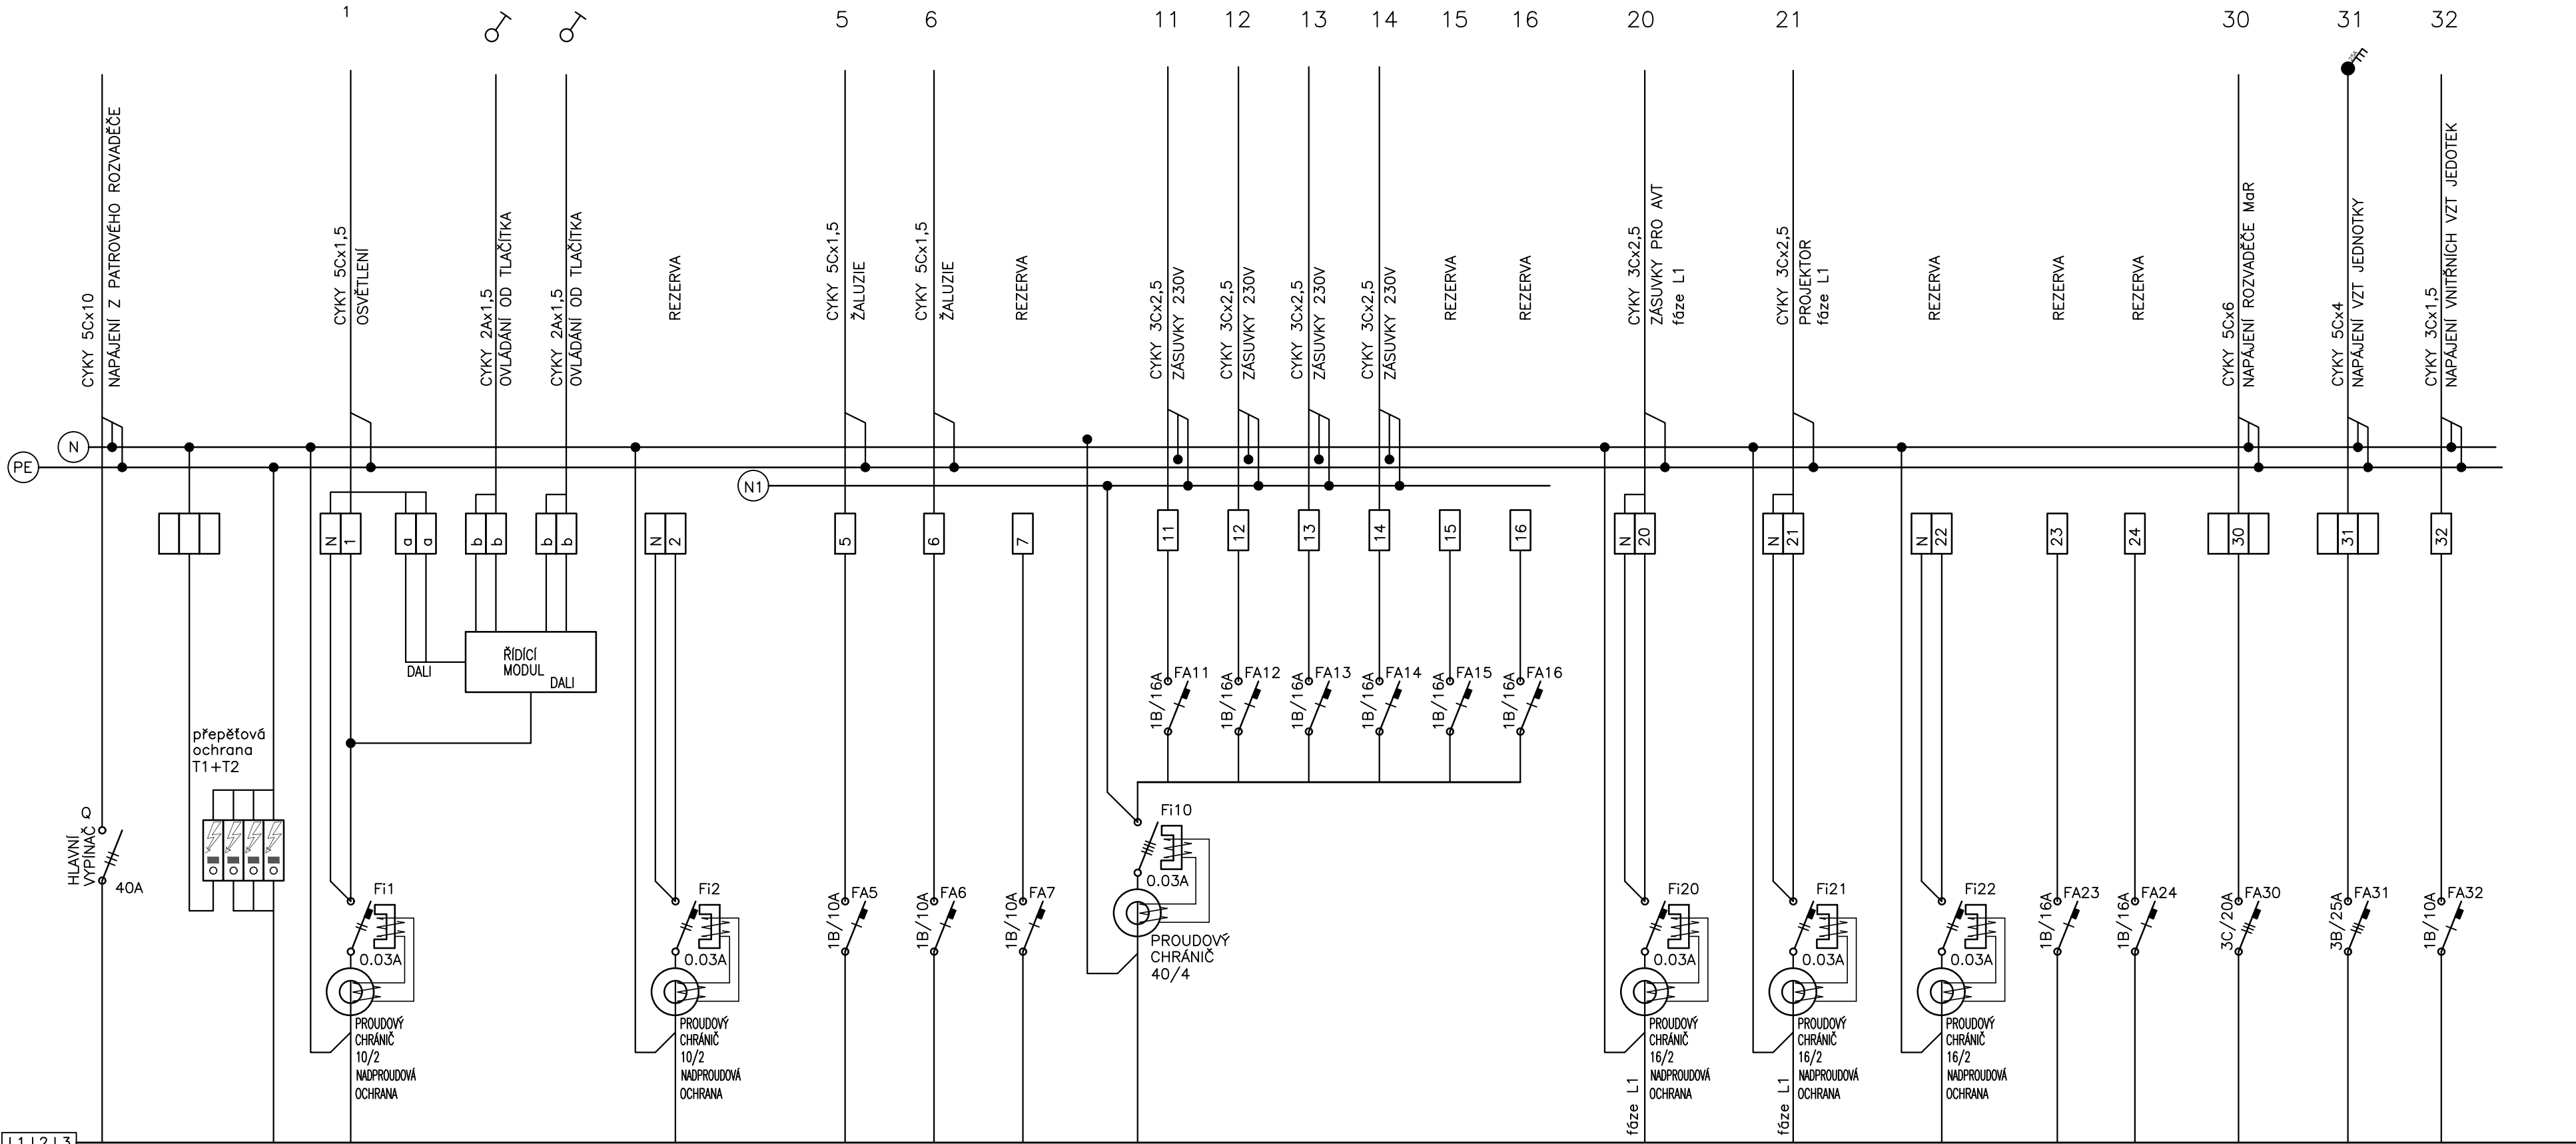 1
5
6
11
12
13
14
15
16
20
21
30
31
32
CYKY 5Cx10
NAPÁJENÍ Z PATROVÉHO ROZVADĚČE
CYKY 5Cx1,5
OSVĚTLENÍ
CYKY 2Ax1,5
OVLÁDÁNÍ OD TLAČÍTKA
CYKY 2Ax1,5
OVLÁDÁNÍ OD TLAČÍTKA
REZERVA
CYKY 5Cx1,5
ŽALUZIE
CYKY 5Cx1,5
ŽALUZIE
REZERVA
CYKY 3Cx2,5
ZÁSUVKY 230V
CYKY 3Cx2,5
ZÁSUVKY 230V
CYKY 3Cx2,5
ZÁSUVKY 230V
CYKY 3Cx2,5
ZÁSUVKY 230V
REZERVA
REZERVA
CYKY 3Cx2,5
ZÁSUVKY PRO AVT
fáze L1
CYKY 3Cx2,5
PROJEKTOR
fáze L1
REZERVA
REZERVA
REZERVA
CYKY 5Cx6
NAPÁJENÍ ROZVADĚČE MaR
CYKY 5Cx4
NAPÁJENÍ VZT JEDNOTKY
CYKY 3Cx1,5
NAPÁJENÍ VNITŘNÍCH VZT JEDOTEK
N
PE
N1
N
1
a
a
b
b
b
b
N
2
5
6
7
11
12
13
14
15
16
N
20
N
21
N
22
23
24
30
31
32
ŘÍDÍCÍ
MODUL
DALI
DALI
1B/16A
FA11
1B/16A
FA12
1B/16A
FA13
1B/16A
FA14
1B/16A
FA15
1B/16A
FA16
přepěťová
ochrana
T1+T2
HLAVNÍ
VYPÍNAČ Q
40A
Fi1
0.03A
PROUDOVÝ
CHRÁNIČ
10/2
NADPROUDOVÁ
OCHRANA
Fi2
0.03A
PROUDOVÝ
CHRÁNIČ
10/2
NADPROUDOVÁ
OCHRANA
1B/10A
FA5
1B/10A
FA6
1B/10A
FA7
Fi10
0.03A
PROUDOVÝ
CHRÁNIČ
40/4
Fi20
0.03A
PROUDOVÝ
CHRÁNIČ
16/2
NADPROUDOVÁ
OCHRANA
fáze L1
Fi21
0.03A
PROUDOVÝ
CHRÁNIČ
16/2
NADPROUDOVÁ
OCHRANA
fáze L1
Fi22
0.03A
PROUDOVÝ
CHRÁNIČ
16/2
NADPROUDOVÁ
OCHRANA
1B/16A
FA23
1B/16A
FA24
3C/20A
FA30
3B/25A
FA31
1B/10A
FA32
L1L2L3